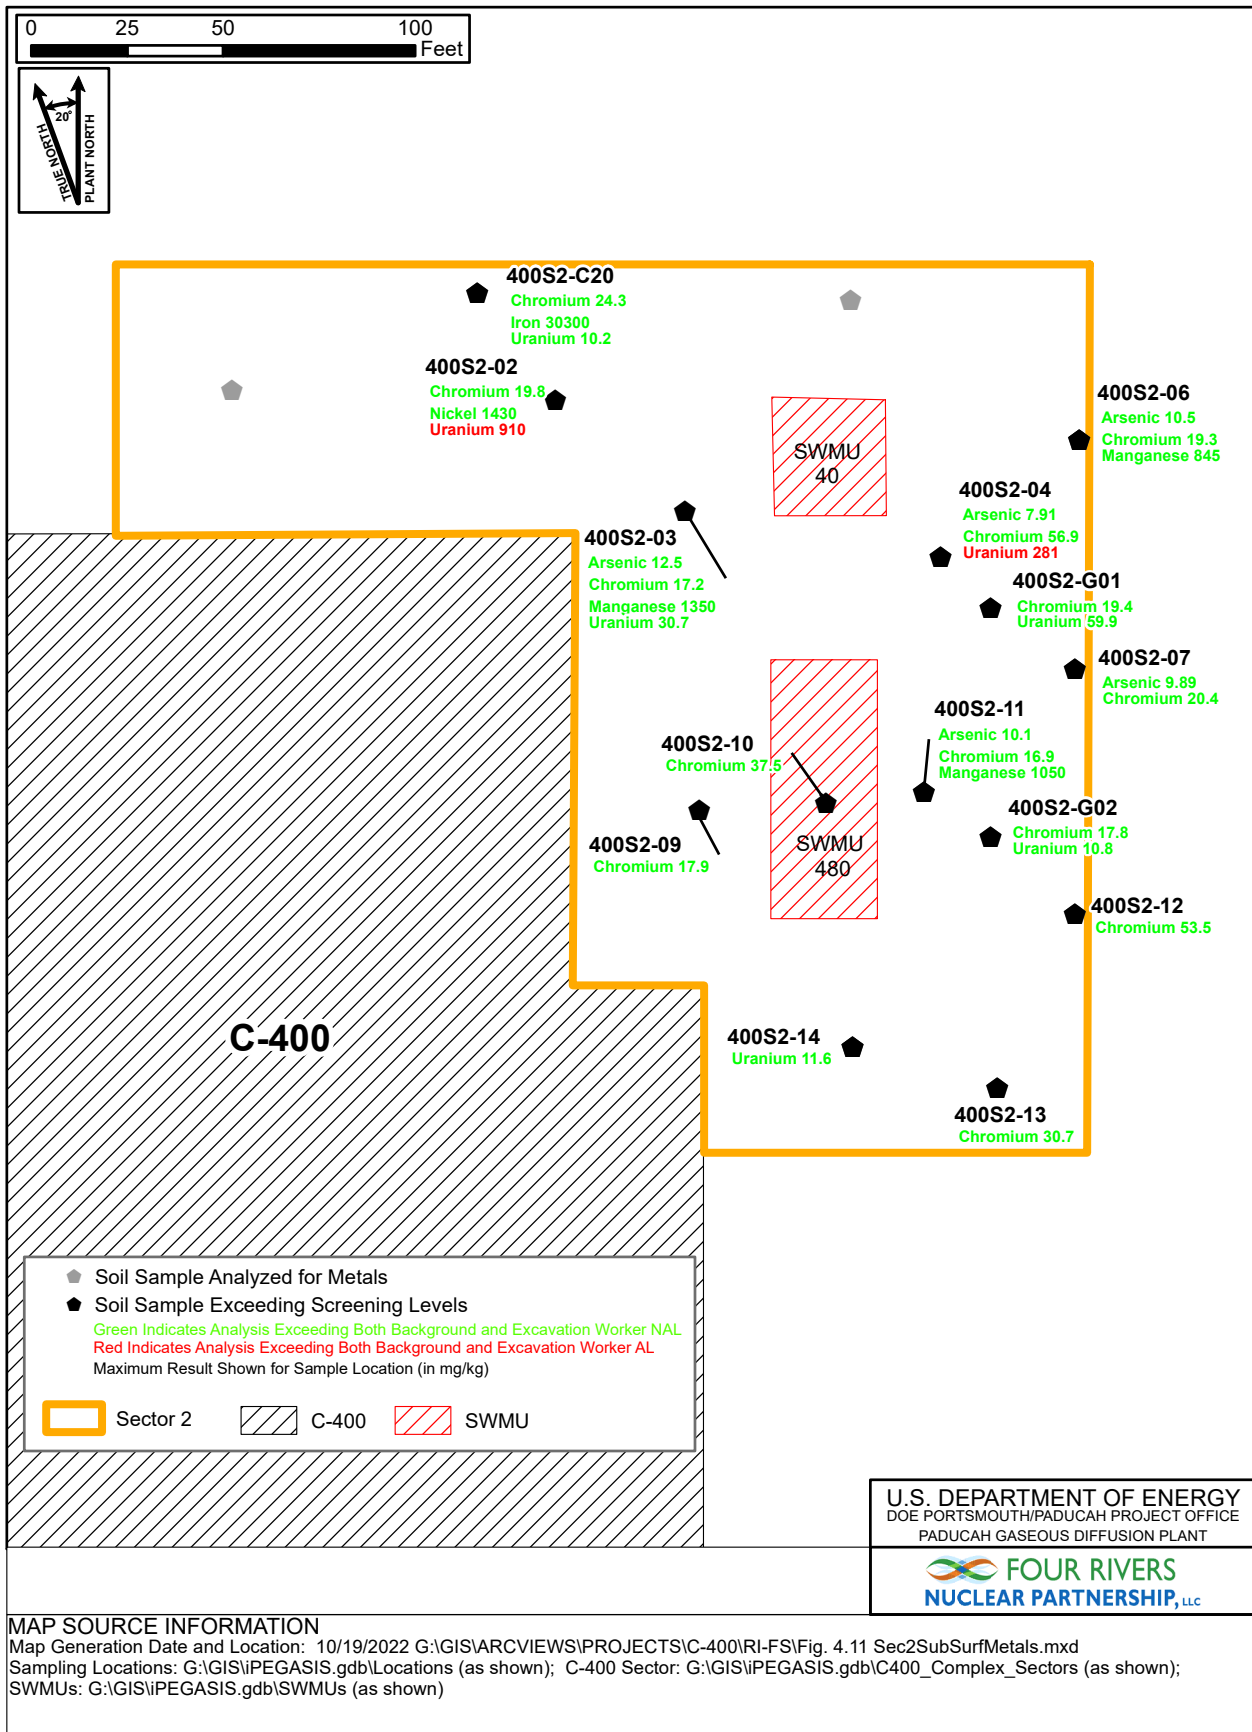 0 25 50 100
Feet
20°
TRUE NORTH
PLANT NORTH
400S2-C20
Chromium 24.3
Iron 30300
Uranium 10.2
400S2-02
Chromium 19.8
Nickel 1430
Uranium 910
400S2-06
Arsenic 10.5
Chromium 19.3
Manganese 845
SWMU
40
400S2-04
Arsenic 7.91
Chromium 56.9
Uranium 281
400S2-03
Arsenic 12.5
Chromium 17.2
Manganese 1350
Uranium 30.7
400S2-G01
Chromium 19.4
Uranium 59.9
400S2-07
Arsenic 9.89
Chromium 20.4
400S2-11
Arsenic 10.1
Chromium 16.9
Manganese 1050
400S2-10
Chromium 37.5
400S2-G02
Chromium 17.8
Uranium 10.8
400S2-09
Chromium 17.9
SWMU
480
400S2-12
Chromium 53.5
C-400
400S2-14
Uranium 11.6
400S2-13
Chromium 30.7
Soil Sample Analyzed for Metals
Soil Sample Exceeding Screening Levels
Green Indicates Analysis Exceeding Both Background and Excavation Worker NAL
Red Indicates Analysis Exceeding Both Background and Excavation Worker AL
Maximum Result Shown for Sample Location (in mg/kg)
Sector 2 C-400 SWMU
U.S. DEPARTMENT OF ENERGY
DOE PORTSMOUTH/PADUCAH PROJECT OFFICE
PADUCAH GASEOUS DIFFUSION PLANT
FOUR RIVERS
NUCLEAR PARTNERSHIP, LLC
MAP SOURCE INFORMATION
Map Generation Date and Location: 10/19/2022 G:\GIS\ARCVIEWS\PROJECTS\C-400\RI-FS\Fig. 4.11 Sec2SubSurfMetals.mxd
Sampling Locations: G:\GIS\iPEGASIS.gdb\Locations (as shown); C-400 Sector: G:\GIS\iPEGASIS.gdb\C400_Complex_Sectors (as shown);
SWMUs: G:\GIS\iPEGASIS.gdb\SWMUs (as shown)